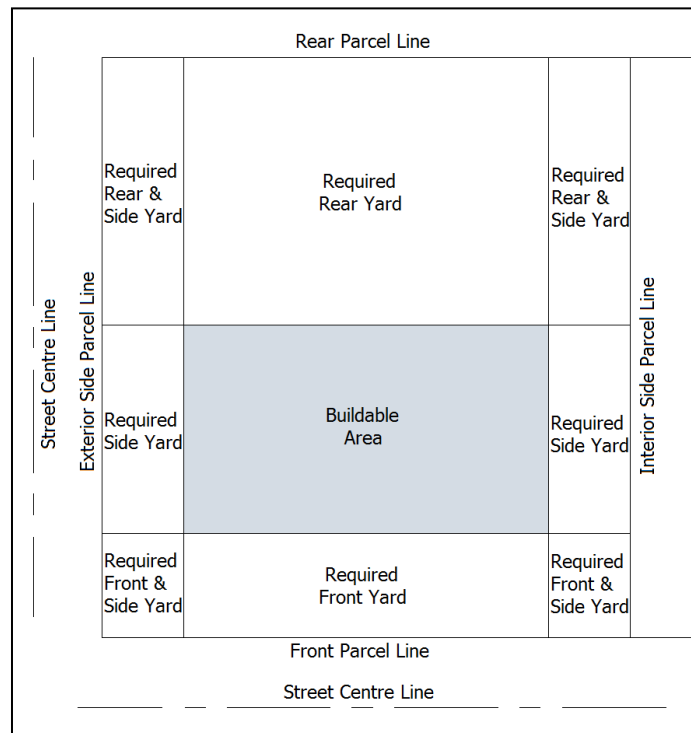 Rear Parcel Line
Required
Rear &
Side Yard
Required
Rear Yard
Required
Rear &
Side Yard
Street Centre Line
Exterior Side Parcel Line
Interior Side Parcel Line
Required
Side Yard
Buildable
Area
Required
Side Yard
Required
Front &
Side Yard
Required
Front Yard
Required
Front &
Side Yard
Front Parcel Line
Street Centre Line